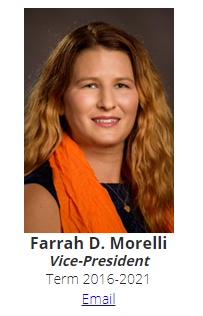 Farrah D. Morelli
Vice-President
Term 2016-2021
Email